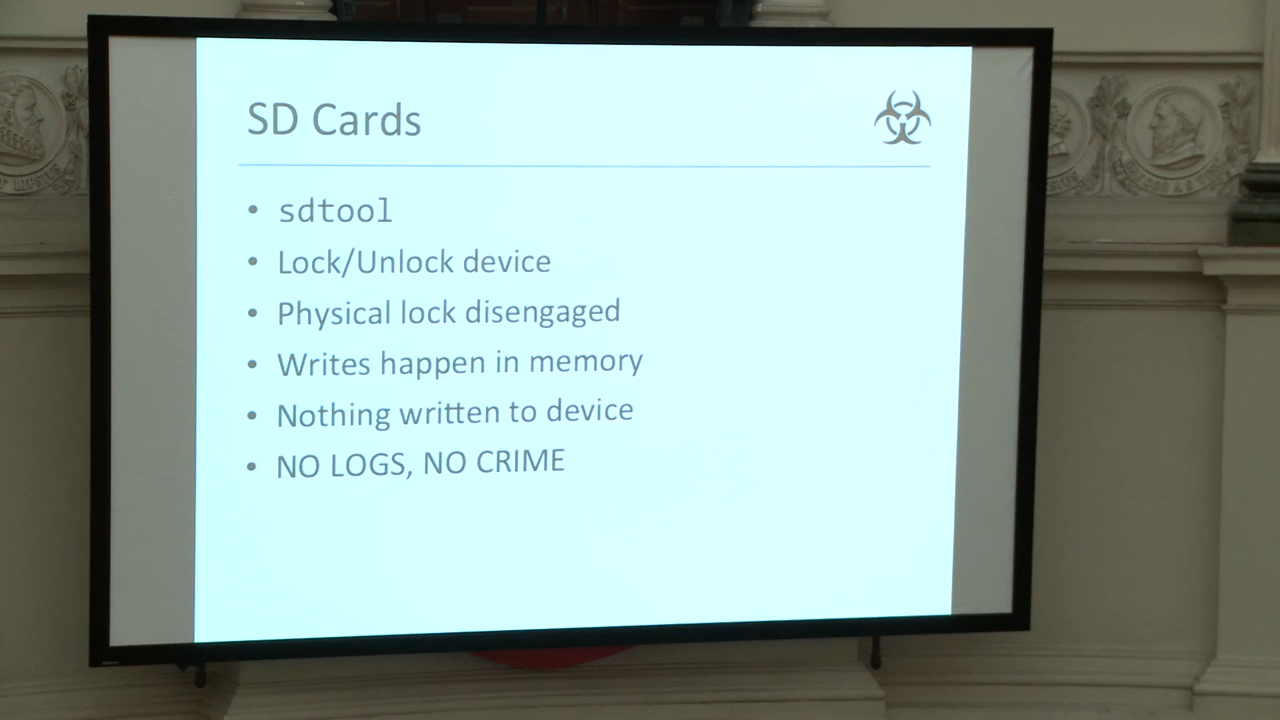 SD Cards
• sdtool
• Lock/Unlock device
• Physical lock disengaged
• Writes happen in memory
• Nothing written to device
• NO LOGS, NO CRIME